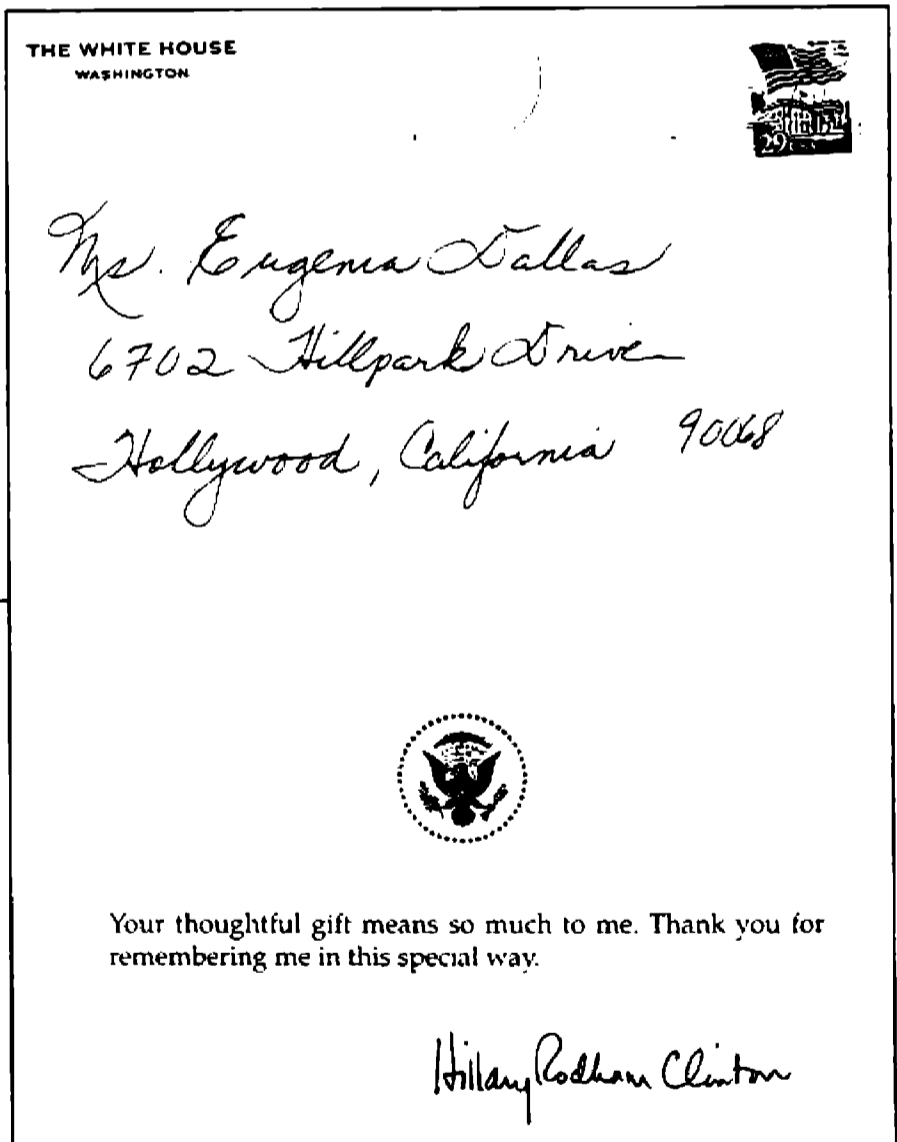 THE WHITE HOUSE
WASHINGTON
29
Ms. Eugenia Dallas
6702 Hillpark Drive
Hollywood, California 90068
Your thoughtful gift means so much to me. Thank you for
remembering me in this special way.
Hillary Rodham Clinton